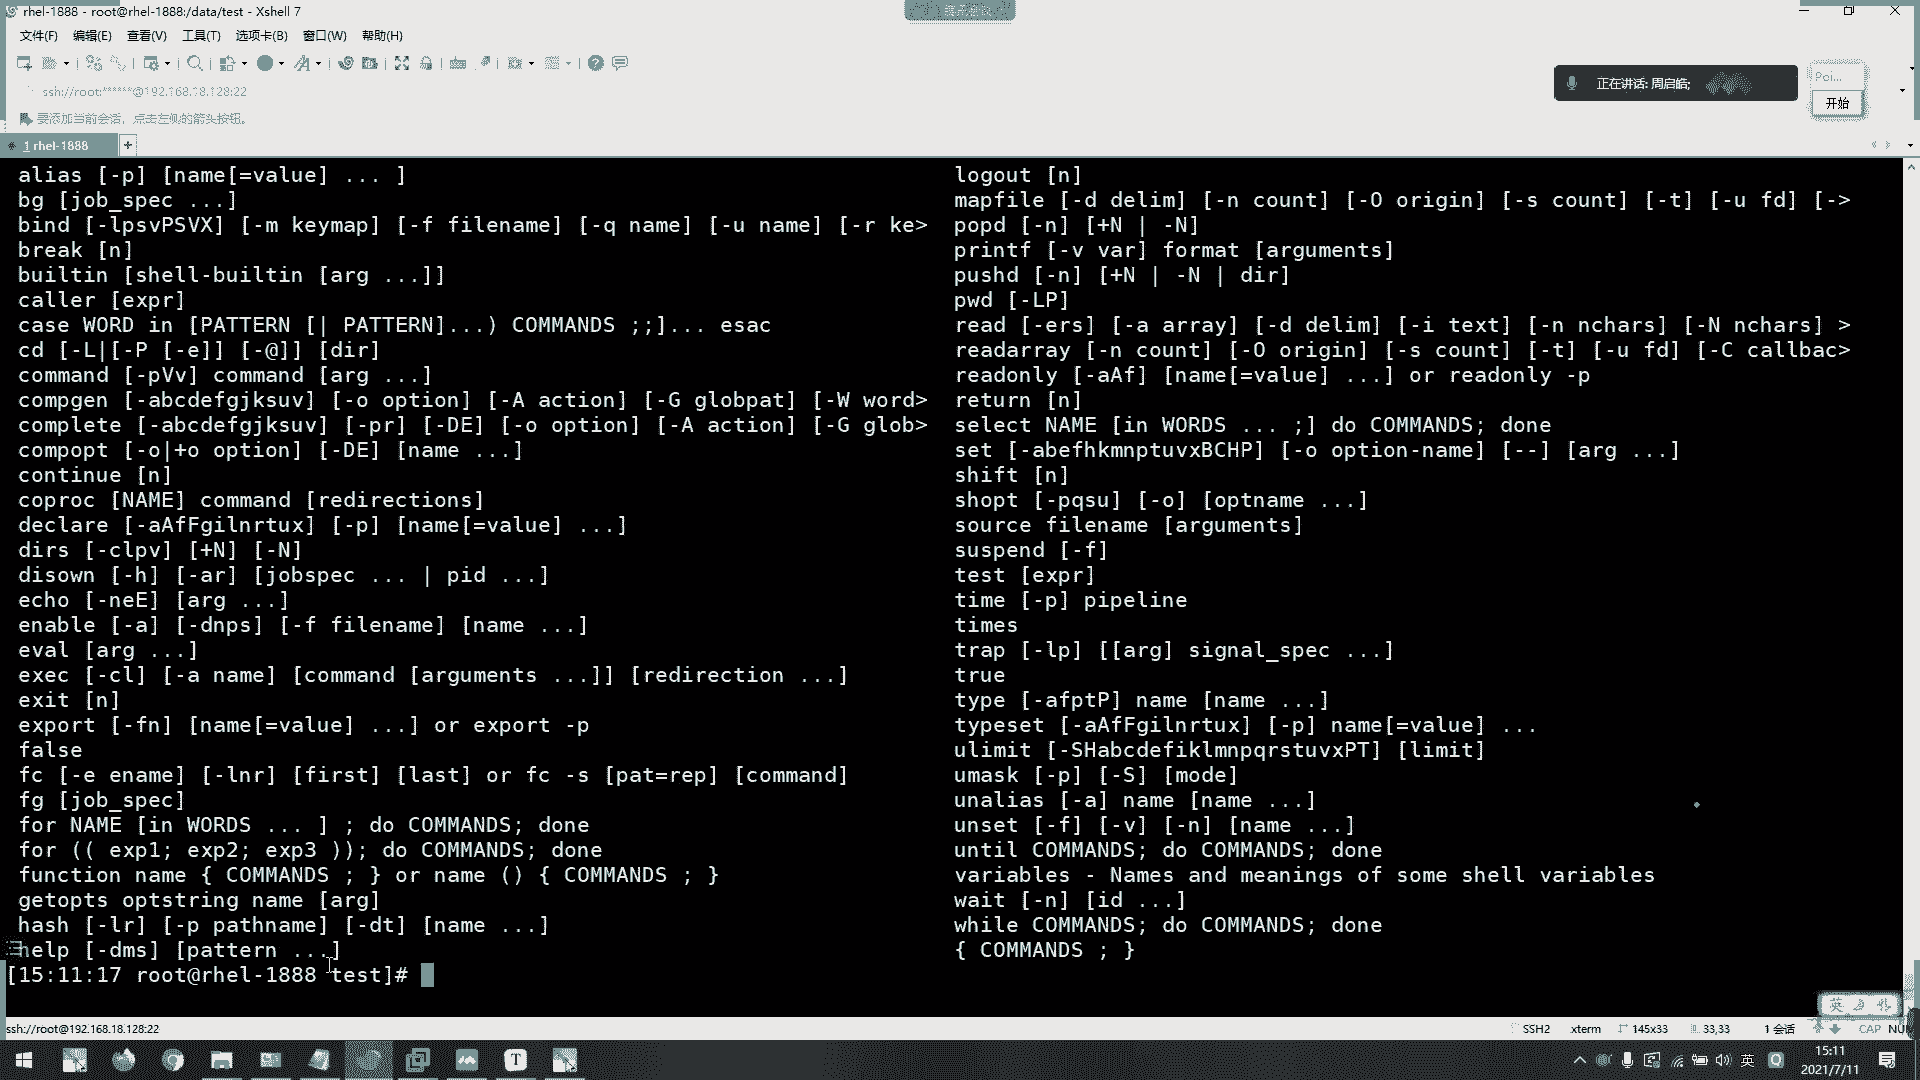 rhel-1888 - root@rhel-1888:/data/test - Xshell 7
文件(F) 编辑(E) 查看(V) 工具(T) 选项卡(B) 窗口(W) 帮助(H)
ssh://root:******@192.168.18.128:22
正在讲话: 周启皓;
Poi...
开始
要添加当前会话，点击左侧的箭头按钮。
1 rhel-1888
+
alias [-p] [name[=value] ... ]
bg [job_spec ...]
bind [-lpsvPSVX] [-m keymap] [-f filename] [-q name] [-u name] [-r ke>
break [n]
builtin [shell-builtin [arg ...]]
caller [expr]
case WORD in [PATTERN [| PATTERN]...) COMMANDS ;;]... esac
cd [-L|[-P [-e]] [-@]] [dir]
command [-pVv] command [arg ...]
compgen [-abcdefgjksuv] [-o option] [-A action] [-G globpat] [-W word>
complete [-abcdefgjksuv] [-pr] [-DE] [-o option] [-A action] [-G glob>
compopt [-o|+o option] [-DE] [name ...]
continue [n]
coproc [NAME] command [redirections]
declare [-aAfFgilnrtux] [-p] [name[=value] ...]
dirs [-clpv] [+N] [-N]
disown [-h] [-ar] [jobspec ... | pid ...]
echo [-neE] [arg ...]
enable [-a] [-dnps] [-f filename] [name ...]
eval [arg ...]
exec [-cl] [-a name] [command [arguments ...]] [redirection ...]
exit [n]
export [-fn] [name[=value] ...] or export -p
false
fc [-e ename] [-lnr] [first] [last] or fc -s [pat=rep] [command]
fg [job_spec]
for NAME [in WORDS ... ] ; do COMMANDS; done
for (( exp1; exp2; exp3 )); do COMMANDS; done
function name { COMMANDS ; } or name () { COMMANDS ; }
getopts optstring name [arg]
hash [-lr] [-p pathname] [-dt] [name ...]
help [-dms] [pattern ...]
logout [n]
mapfile [-d delim] [-n count] [-O origin] [-s count] [-t] [-u fd] [->
popd [-n] [+N | -N]
printf [-v var] format [arguments]
pushd [-n] [+N | -N | dir]
pwd [-LP]
read [-ers] [-a array] [-d delim] [-i text] [-n nchars] [-N nchars] >
readarray [-n count] [-O origin] [-s count] [-t] [-u fd] [-C callbac>
readonly [-aAf] [name[=value] ...] or readonly -p
return [n]
select NAME [in WORDS ... ;] do COMMANDS; done
set [-abefhkmnptuvxBCHP] [-o option-name] [--] [arg ...]
shift [n]
shopt [-pqsu] [-o] [optname ...]
source filename [arguments]
suspend [-f]
test [expr]
time [-p] pipeline
times
trap [-lp] [[arg] signal_spec ...]
true
type [-afptP] name [name ...]
typeset [-aAfFgilnrtux] [-p] name[=value] ...
ulimit [-SHabcdefiklmnpqrstuvxPT] [limit]
umask [-p] [-S] [mode]
unalias [-a] name [name ...]
unset [-f] [-v] [-n] [name ...]
until COMMANDS; do COMMANDS; done
variables - Names and meanings of some shell variables
wait [-n] [id ...]
while COMMANDS; do COMMANDS; done
{ COMMANDS ; }
[15:11:17 root@rhel-1888 test]#
英
ssh://root@192.168.18.128:22 SSH2 xterm 145x33 33,33 1 会话 CAP NUM
英 15:11
2021/7/11